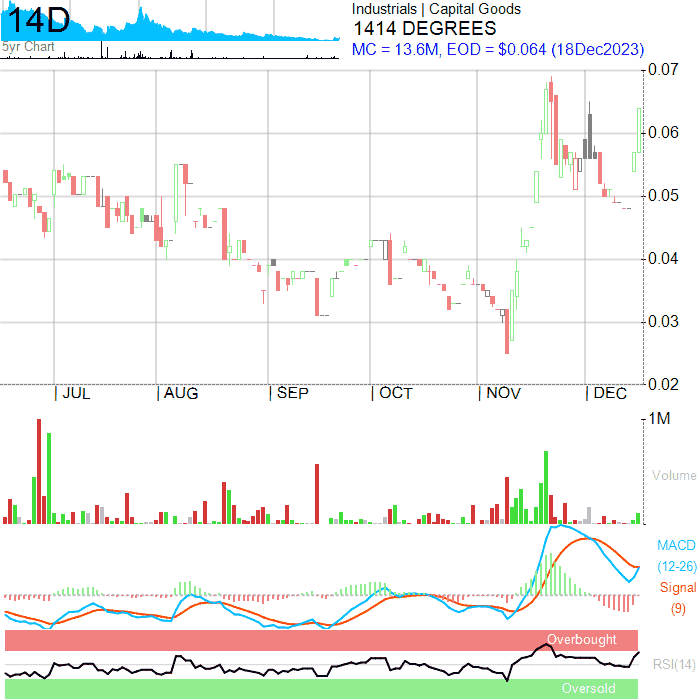 14D
5yr Chart
Industrials | Capital Goods
1414 DEGREES
MC = 13.6M, EOD = $0.064 (18Dec2023)
0.07
0.06
0.05
0.04
0.03
0.02
| JUL | AUG | SEP | OCT | NOV | DEC
1M
Volume
MACD
(12-26)
Signal
(9)
Overbought
RSI(14)
Oversold